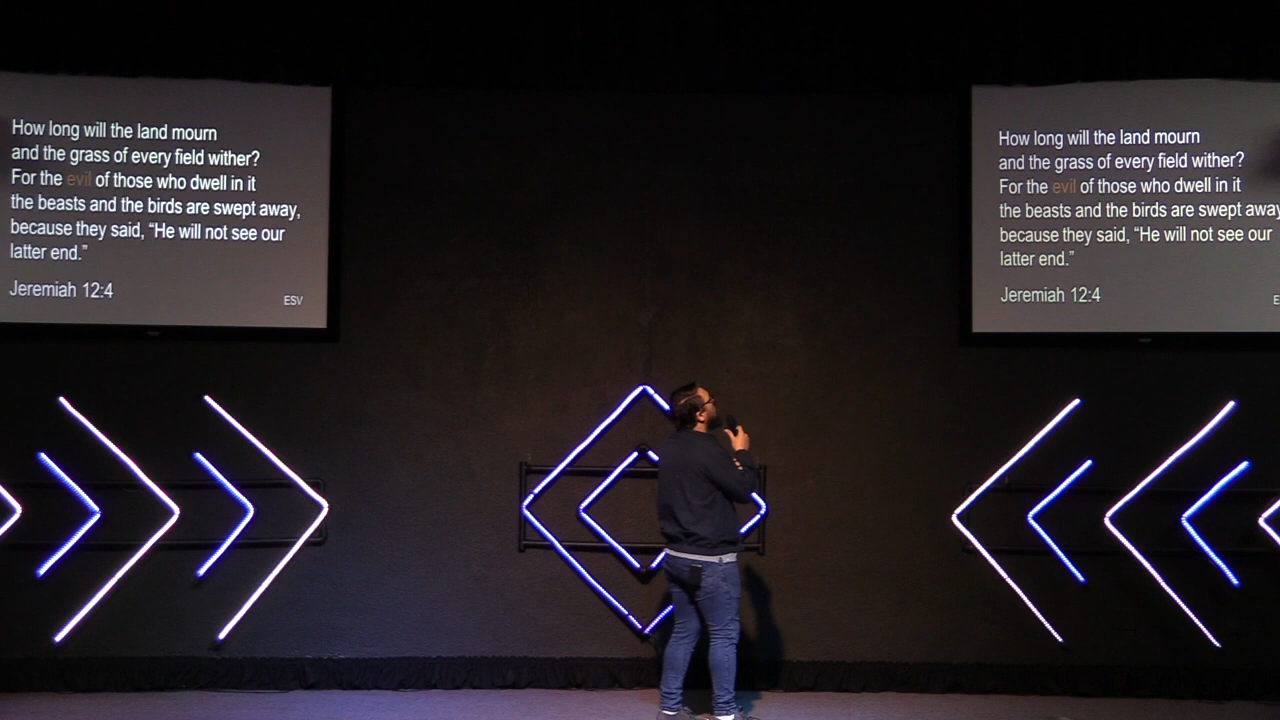 How long will the land mourn
and the grass of every field wither?
For the evil of those who dwell in it
the beasts and the birds are swept away,
because they said, “He will not see our
latter end.”
Jeremiah 12:4
ESV
How long will the land mourn
and the grass of every field wither?
For the evil of those who dwell in it
the beasts and the birds are swept away
because they said, “He will not see our
latter end.”
Jeremiah 12:4
E